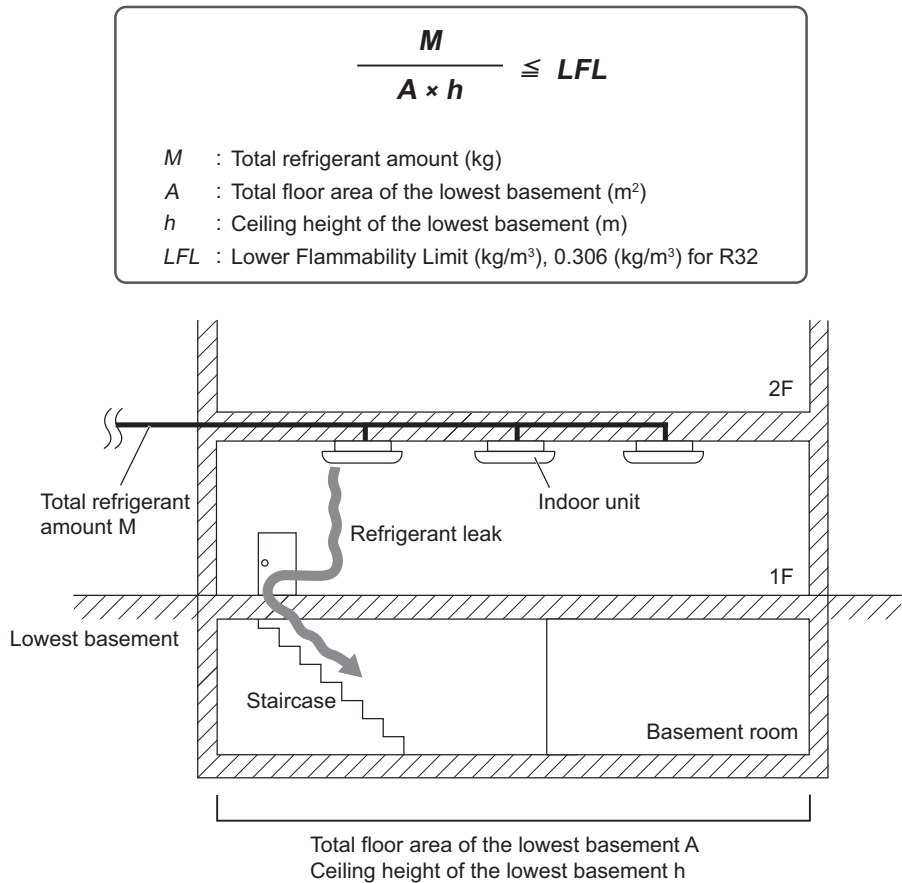 M
A × h
≦ LFL
M : Total refrigerant amount (kg)
A : Total floor area of the lowest basement (m²)
h : Ceiling height of the lowest basement (m)
LFL : Lower Flammability Limit (kg/m³), 0.306 (kg/m³) for R32
2F
Total refrigerant
amount M
Indoor unit
Refrigerant leak
1F
Lowest basement
Staircase
Basement room
Total floor area of the lowest basement A
Ceiling height of the lowest basement h